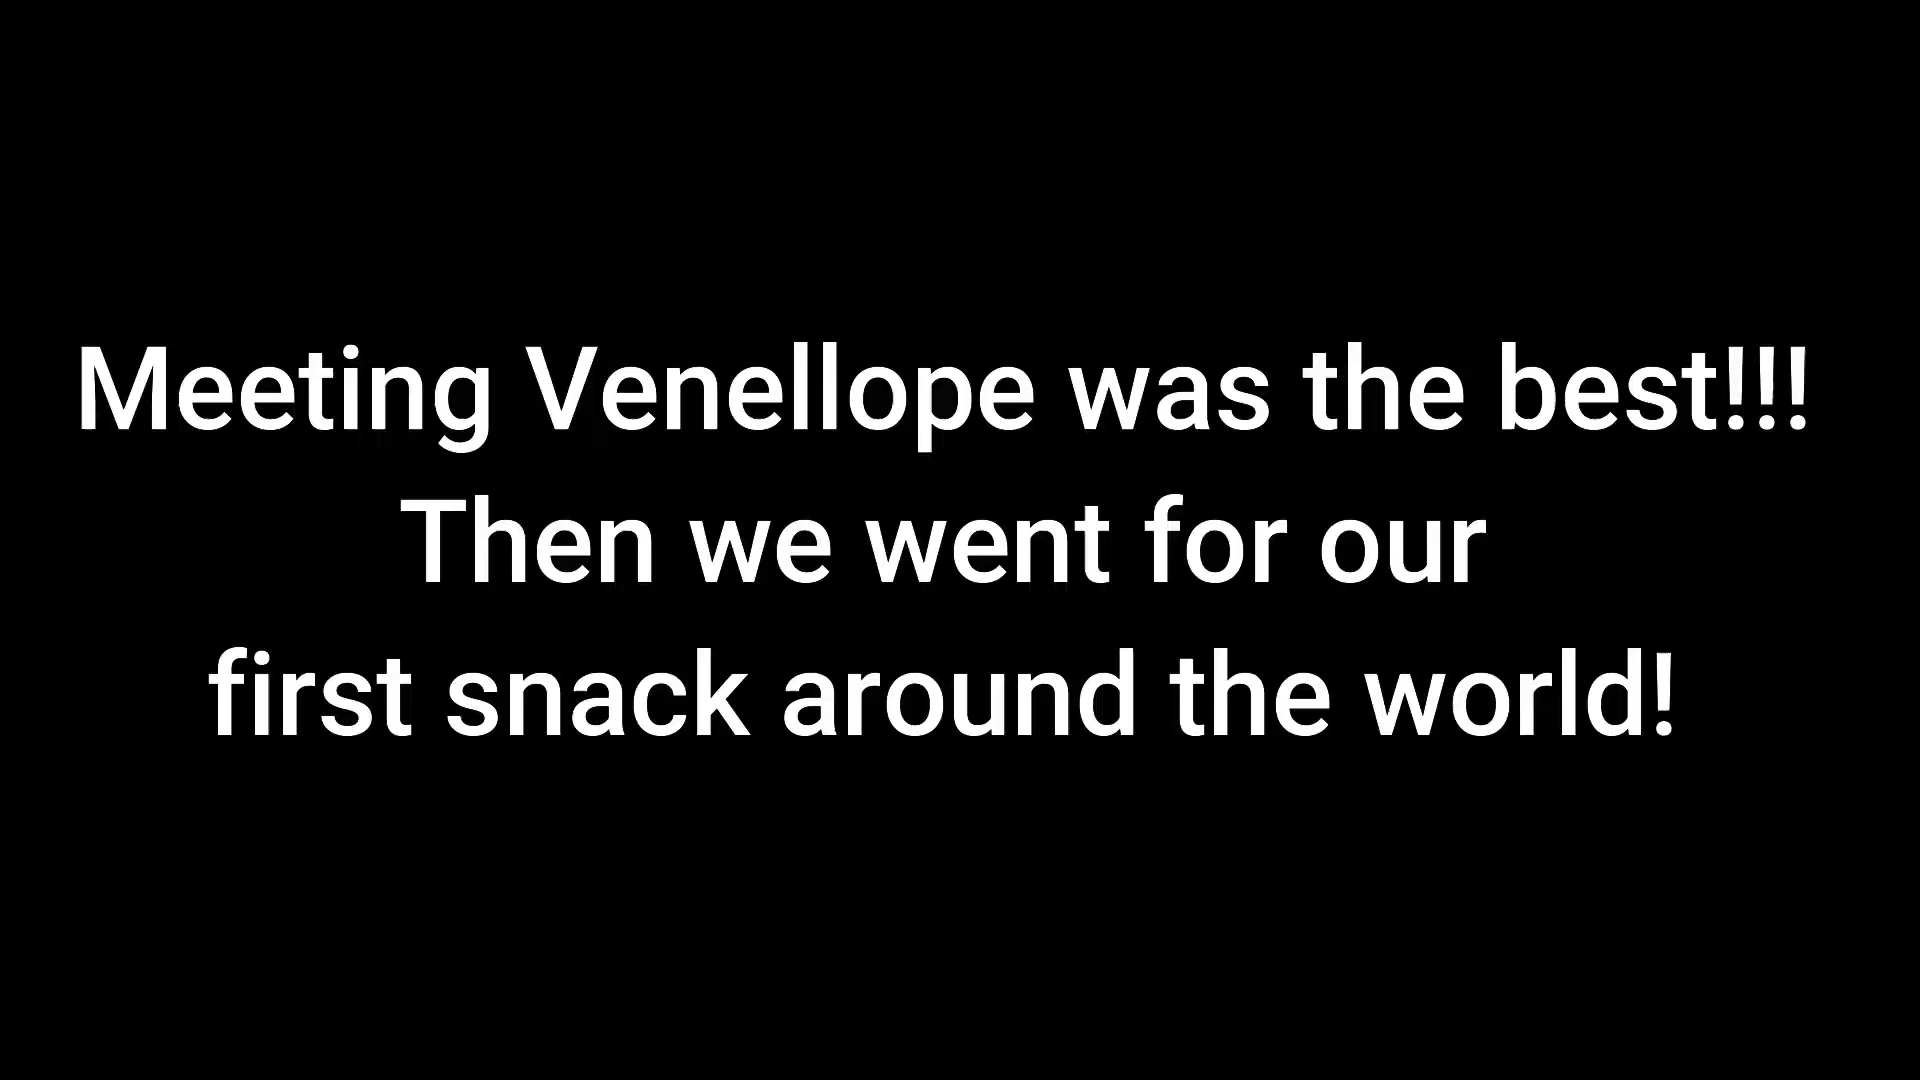 Meeting Venellope was the best!!!
Then we went for our
first snack around the world!